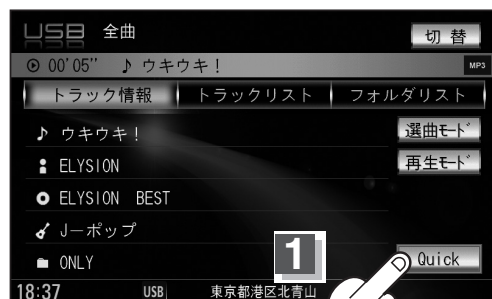 USB 全曲 切 替
00'05" ♪ ウキウキ！ MP3
トラック情報 トラックリスト フォルダリスト
♪ ウキウキ！ 選曲ﾓｰﾄﾞ
ELYSION 再生ﾓｰﾄﾞ
ELYSION BEST
Jーポップ
1
ONLY Quick
18:37 USB 東京都港区北青山